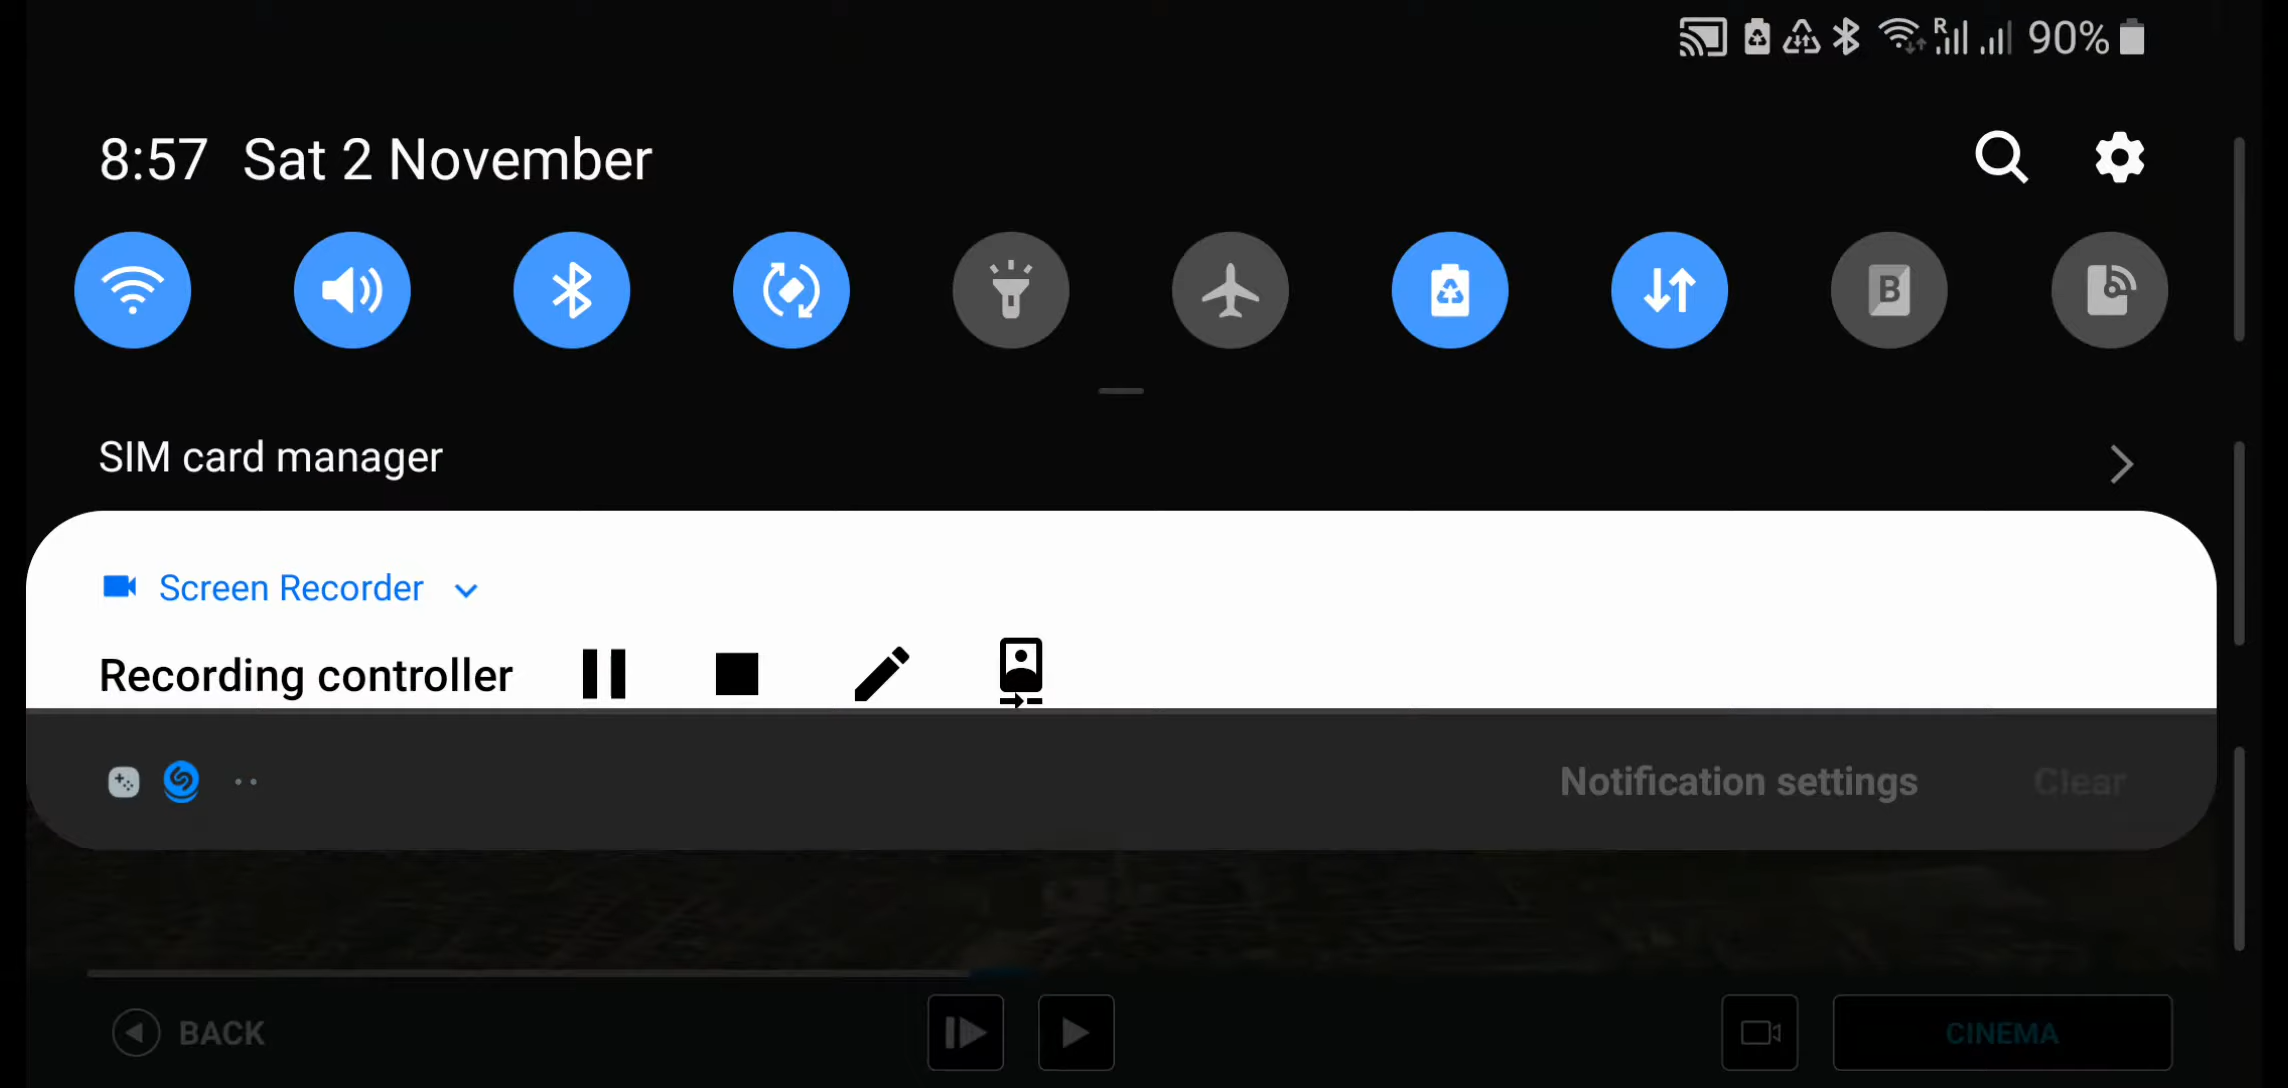 R 90%
8:57 Sat 2 November
B
SIM card manager
Screen Recorder
Recording controller
Notification settings Clear
BACK CINEMA